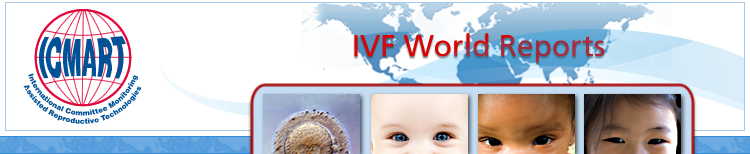 ICMART
International Committee Monitoring
Assisted Reproductive Technologies
IVF World Reports